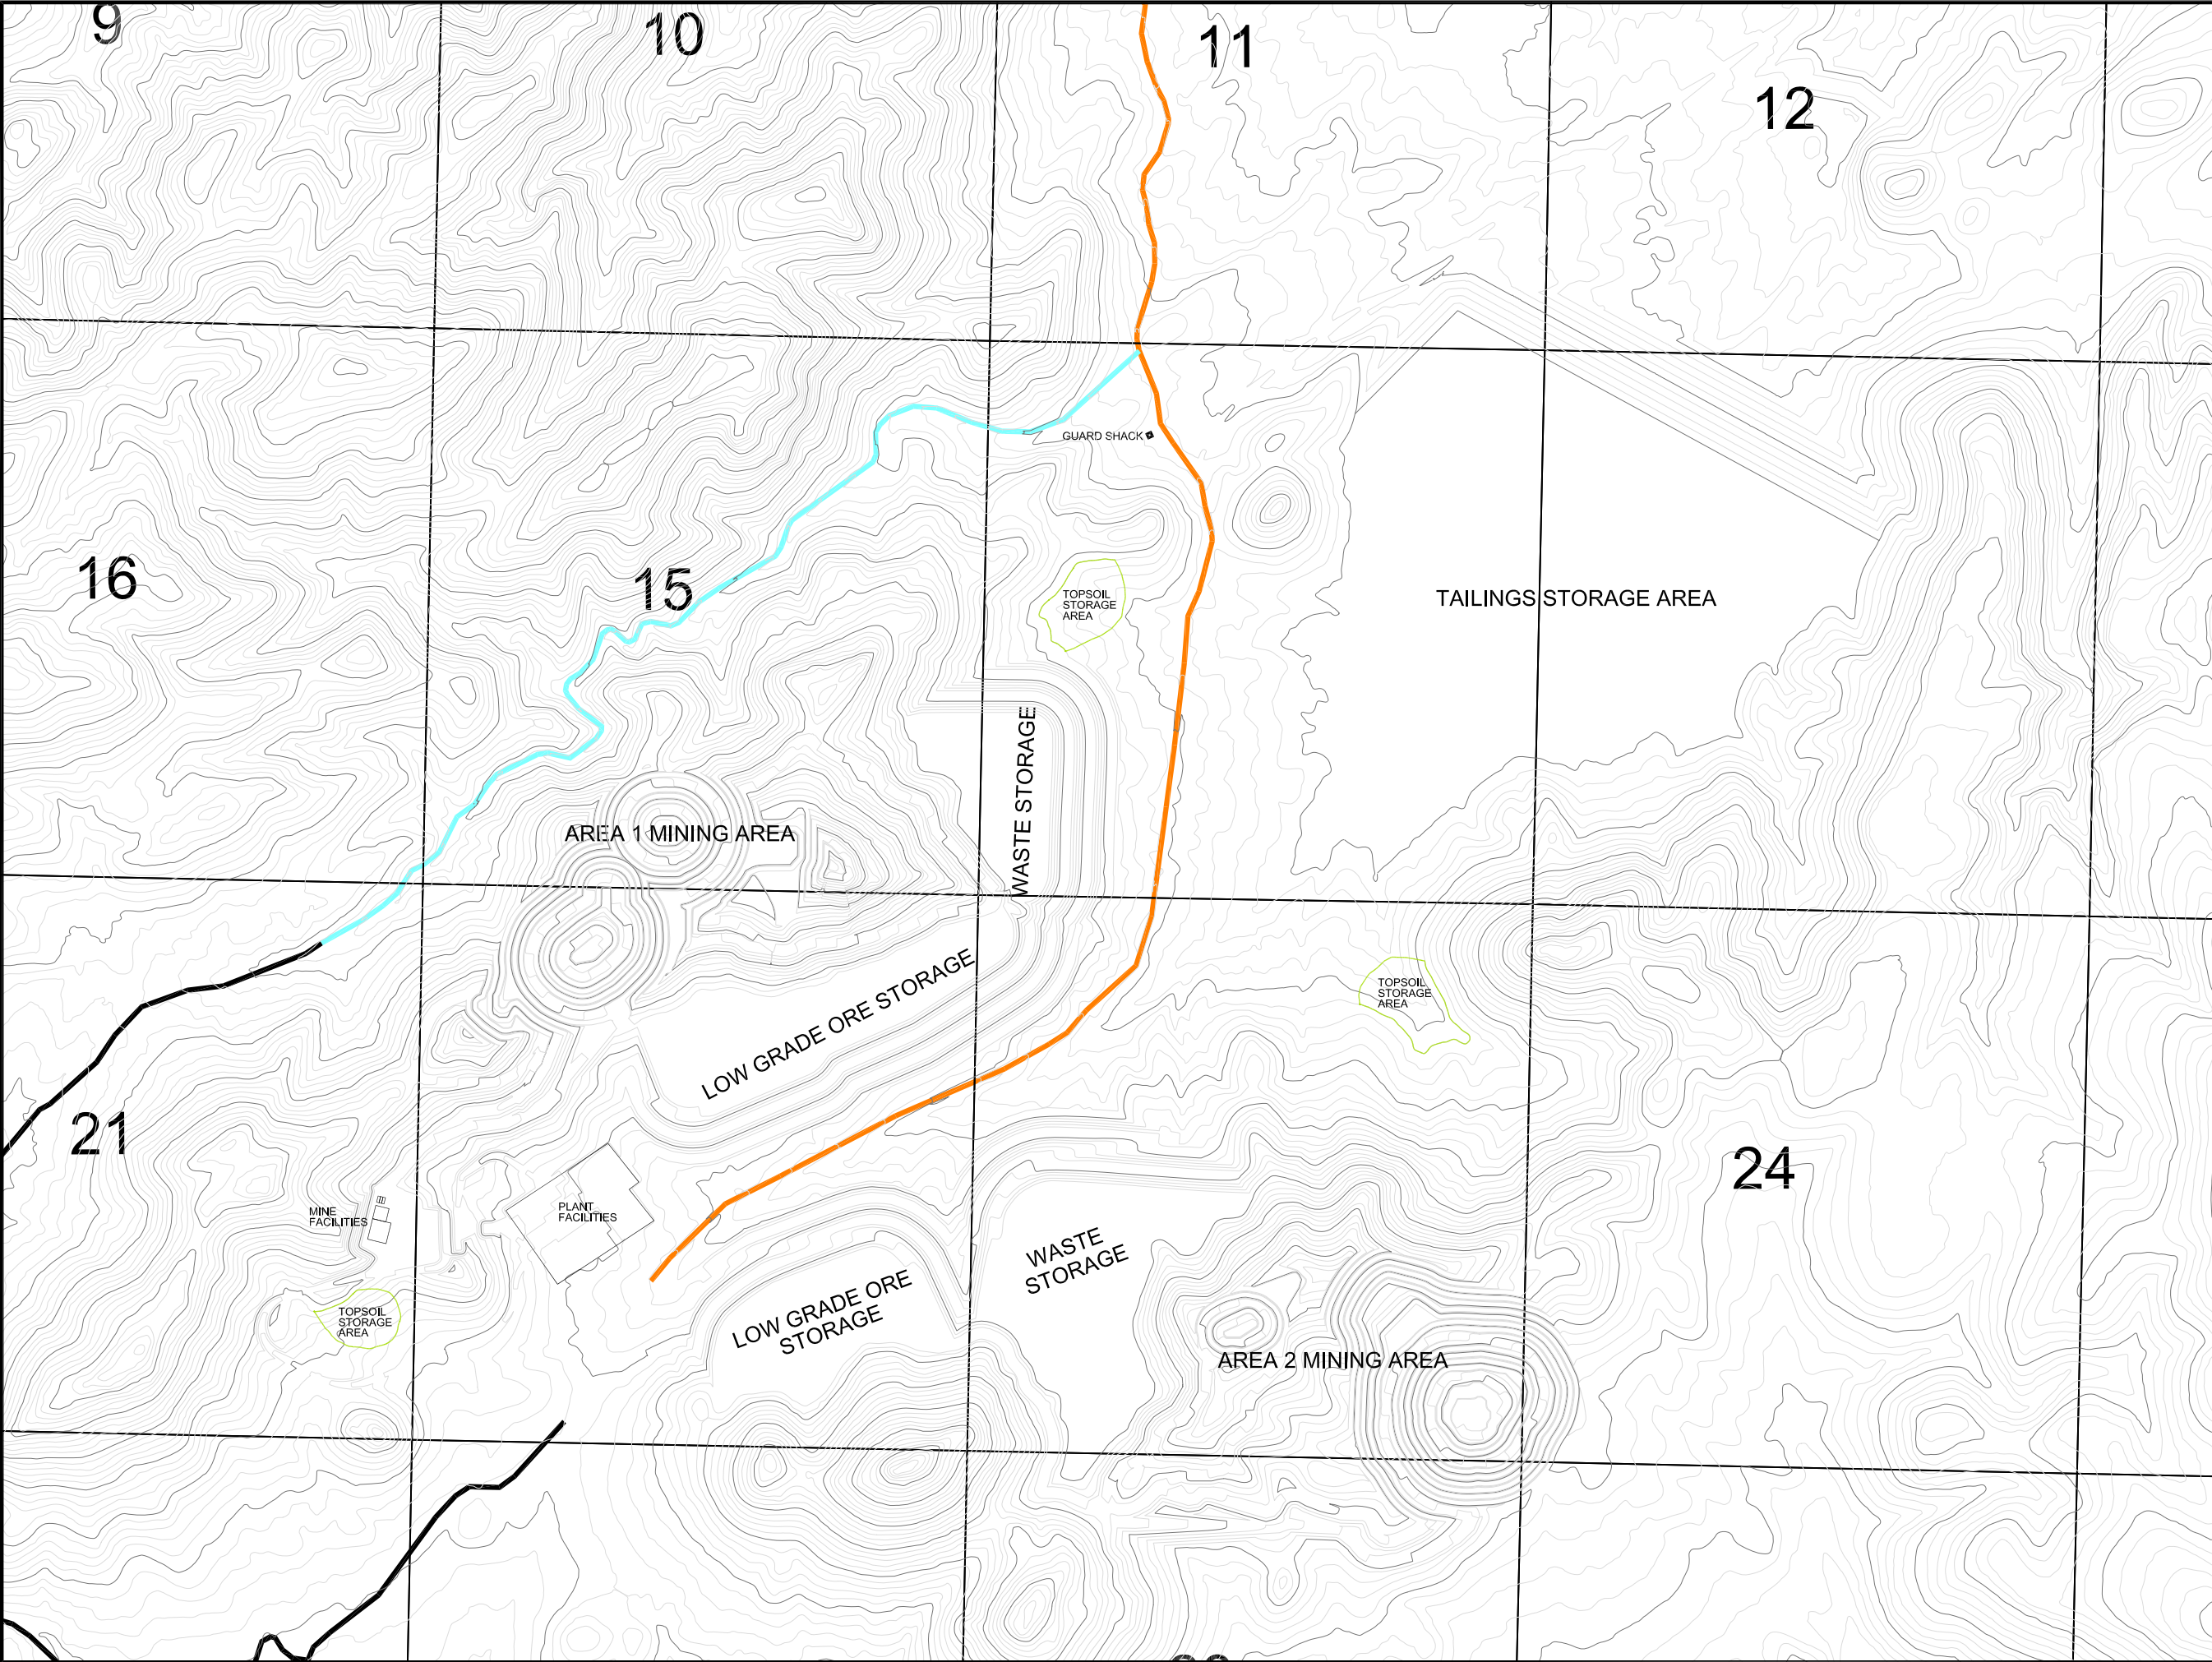 9
10
11
12
GUARD SHACK
16
15
TOPSOIL
STORAGE
AREA
TAILINGS STORAGE AREA
WASTE STORAGE
AREA 1 MINING AREA
LOW GRADE ORE STORAGE
TOPSOIL
STORAGE
AREA
21
24
MINE
FACILITIES
PLANT
FACILITIES
WASTE
STORAGE
LOW GRADE ORE
STORAGE
TOPSOIL
STORAGE
AREA
AREA 2 MINING AREA